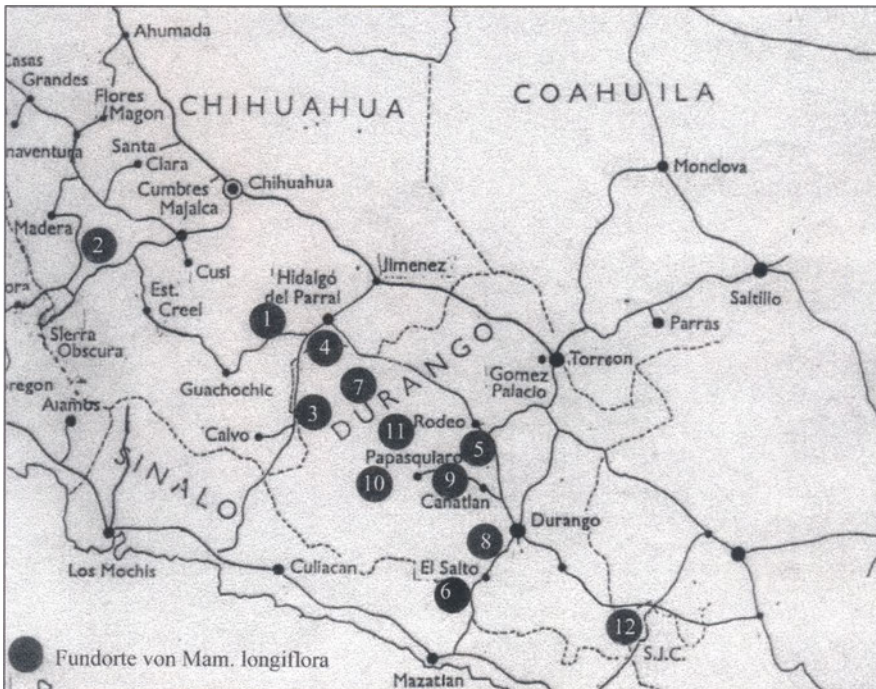 Ahumada
Casas
Grandes
Flores
Magon
CHIHUAHUA
COAHUILA
naventura
Santa
Clara
Monclova
Cumbres
Majalca
Chihuahua
Madera
2
Cusi
Jimenez
Hidalgo
del Parral
Est.
Creel
Saltillo
ora
1
Parras
Sierra
Obscura
4
Torreon
Gomez
Palacio
Guachochic
DURANGO
7
oregon
Alamos
3
Calvo
11
Rodeo
5
SINALO
Papasquiaro
10
9
Canatlan
Durango
8
Los Mochis
Culiacan
El Salto
6
12
S.J.C.
Fundorte von Mam. longiflora
Mazatlan